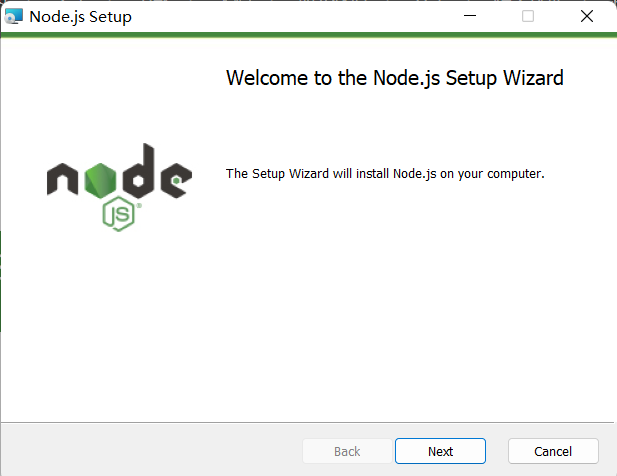 Node.js Setup
Welcome to the Node.js Setup Wizard
The Setup Wizard will install Node.js on your computer.
node
JS
Back Next Cancel